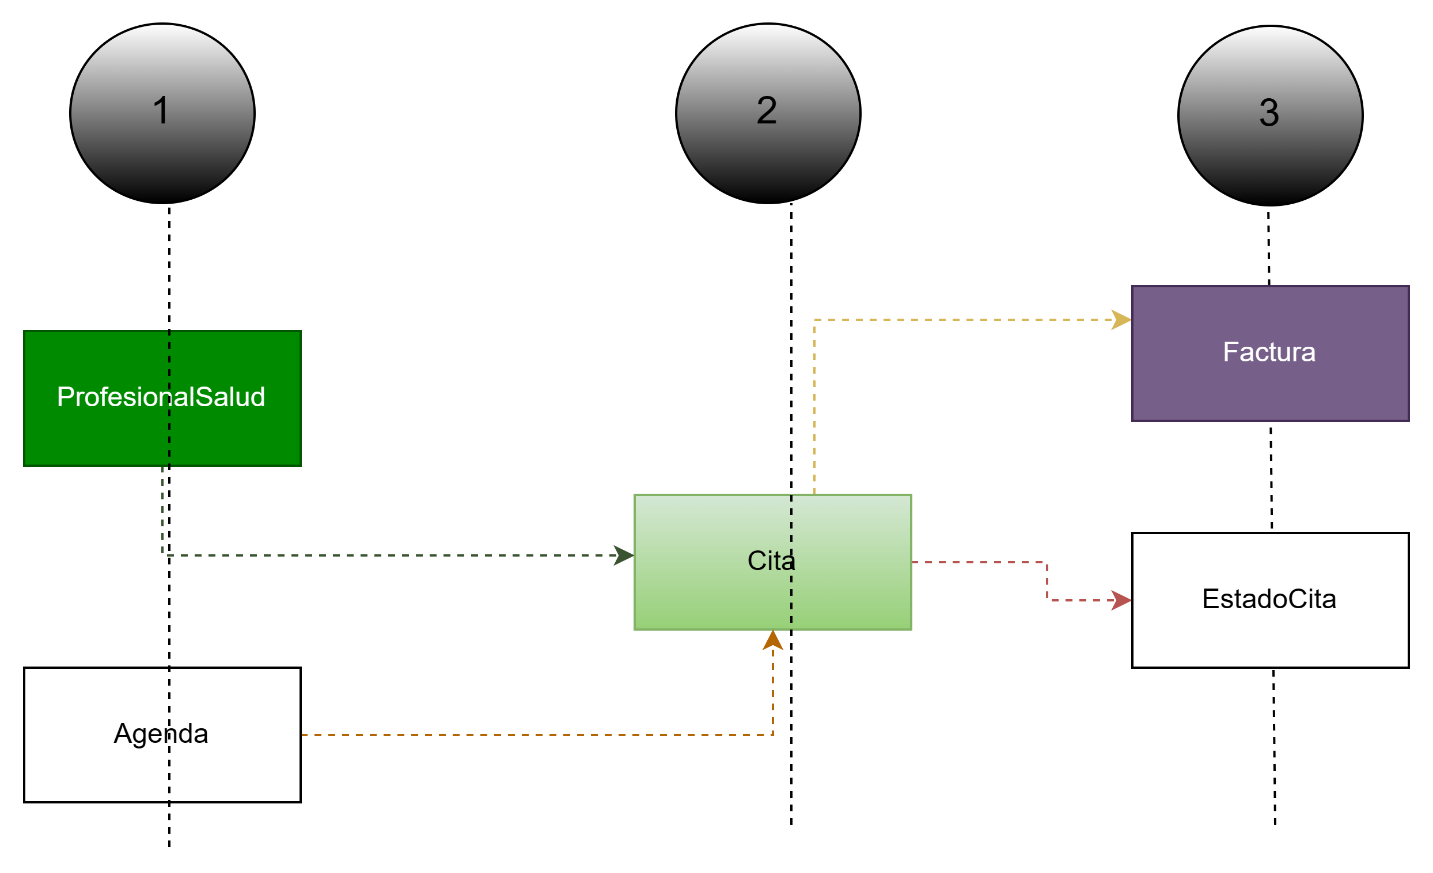 1
2
3
ProfesionalSalud
Factura
Cita
EstadoCita
Agenda